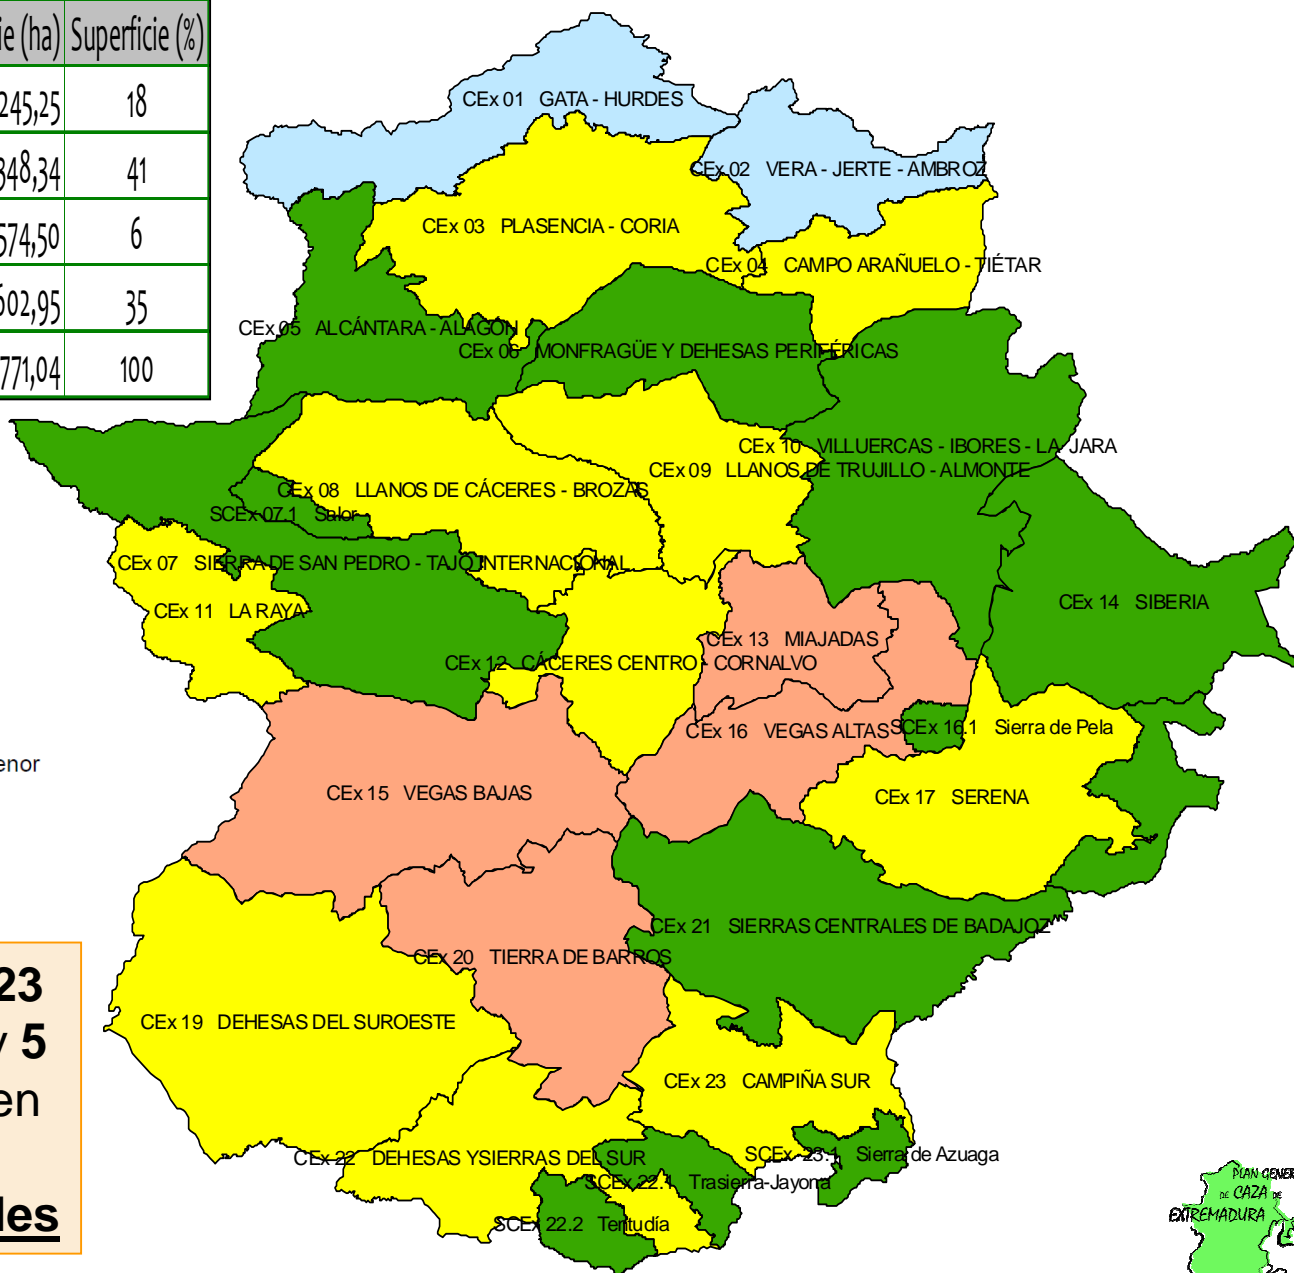 ie (ha) Superficie (%)
245,25 18
348,34 41
574,50 6
602,95 35
771,04 100
CEx 01 GATA - HURDES
CEx 02 VERA - JERTE - AMBROZ
CEx 03 PLASENCIA - CORIA
CEx 04 CAMPO ARAÑUELO - TIÉTAR
CEx 05 ALCÁNTARA - ALAGÓN
CEx 06 MONFRAGÜE Y DEHESAS PERIFÉRICAS
CEx 10 VILLUERCAS - IBORES - LA JARA
CEx 09 LLANOS DE TRUJILLO - ALMONTE
CEx 08 LLANOS DE CÁCERES - BROZAS
SCEx 07.1 Salor
CEx 07 SIERRA DE SAN PEDRO - TAJO INTERNACIONAL
CEx 14 SIBERIA
CEx 11 LA RAYA
CEx 13 MIAJADAS
CEx 12 CÁCERES CENTRO - CORNALVO
CEx 16 VEGAS ALTAS
SCEx 16.1 Sierra de Pela
enor
CEx 15 VEGAS BAJAS
CEx 17 SERENA
CEx 21 SIERRAS CENTRALES DE BADAJOZ
CEx 20 TIERRA DE BARROS
23
y 5
en
les
CEx 19 DEHESAS DEL SUROESTE
CEx 23 CAMPIÑA SUR
CEx 22 DEHESAS Y SIERRAS DEL SUR
SCEx 23.1 Sierra de Azuaga
SCEx 22.1 Trasierra-Jayona
SCEx 22.2 Tentudía
PLAN GENER
DE CAZA DE
EXTREMADURA